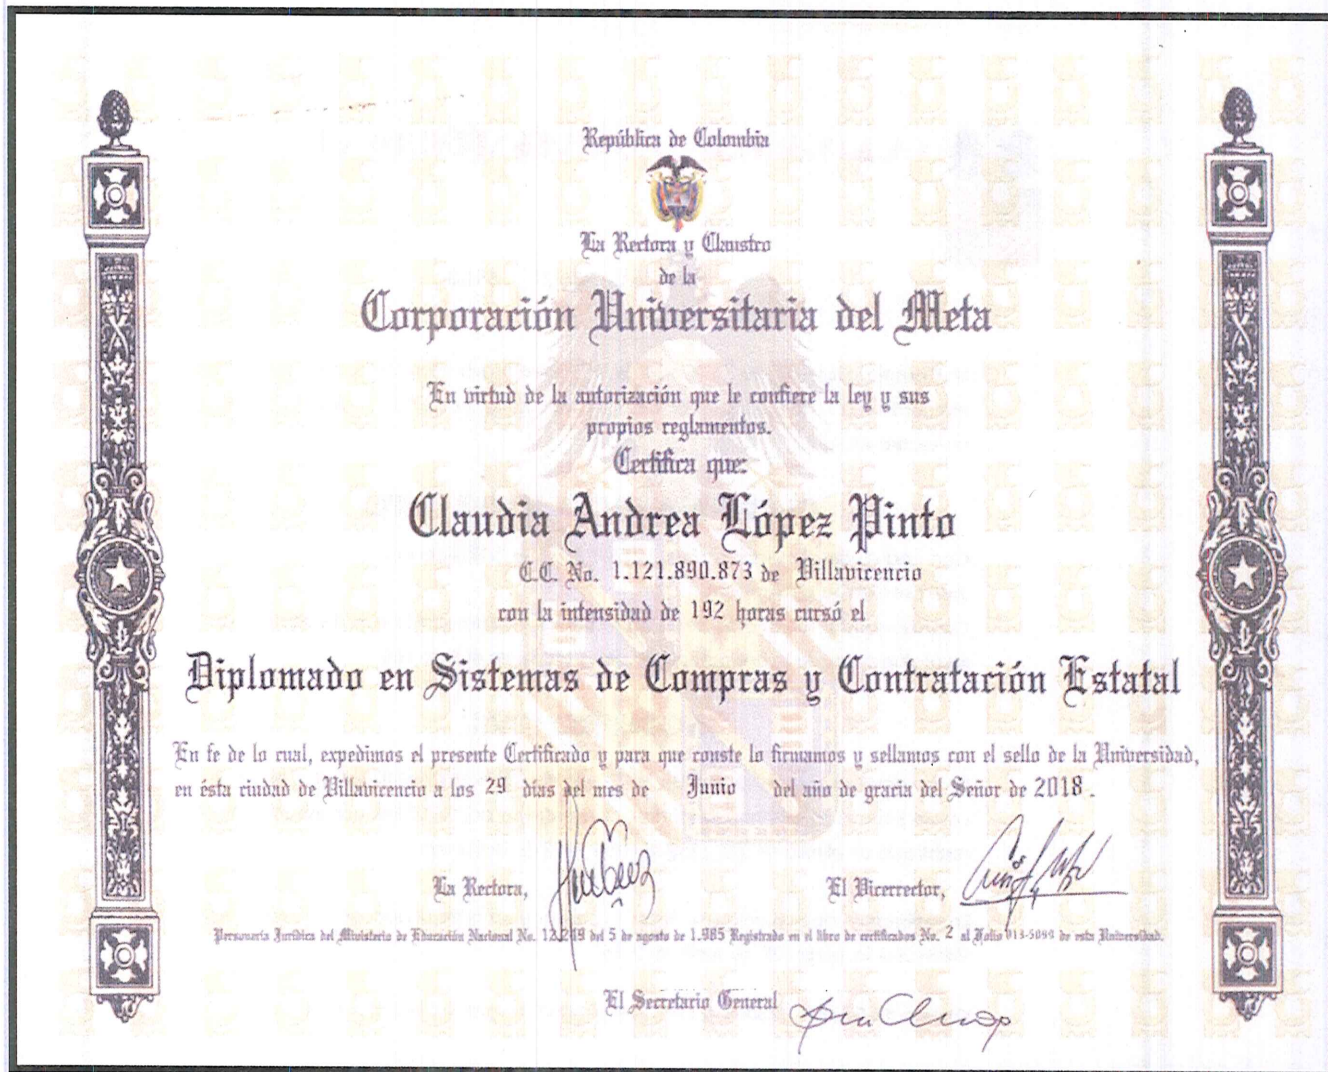 República de Colombia
La Rectora y Claustro
de la
Corporación Universitaria del Meta
En virtud de la autorización que le confiere la ley y sus
propios reglamentos.
Certifica que:
Claudia Andrea López Pinto
C.C. No. 1.121.890.873 de Villavicencio
con la intensidad de 192 horas cursó el
Diplomado en Sistemas de Compras y Contratación Estatal
En fe de lo cual, expedimos el presente Certificado y para que conste lo firmamos y sellamos con el sello de la Universidad,
en ésta ciudad de Villavicencio a los 29 días del mes de Junio del año de gracia del Señor de 2018.
La Rectora,
El Vicerrector,
Personería Jurídica del Ministerio de Educación Nacional No. 12.249 del 5 de agosto de 1.985 Registrado en el libro de certificados No. 2 al Folio 013-5099 de esta Universidad.
El Secretario General